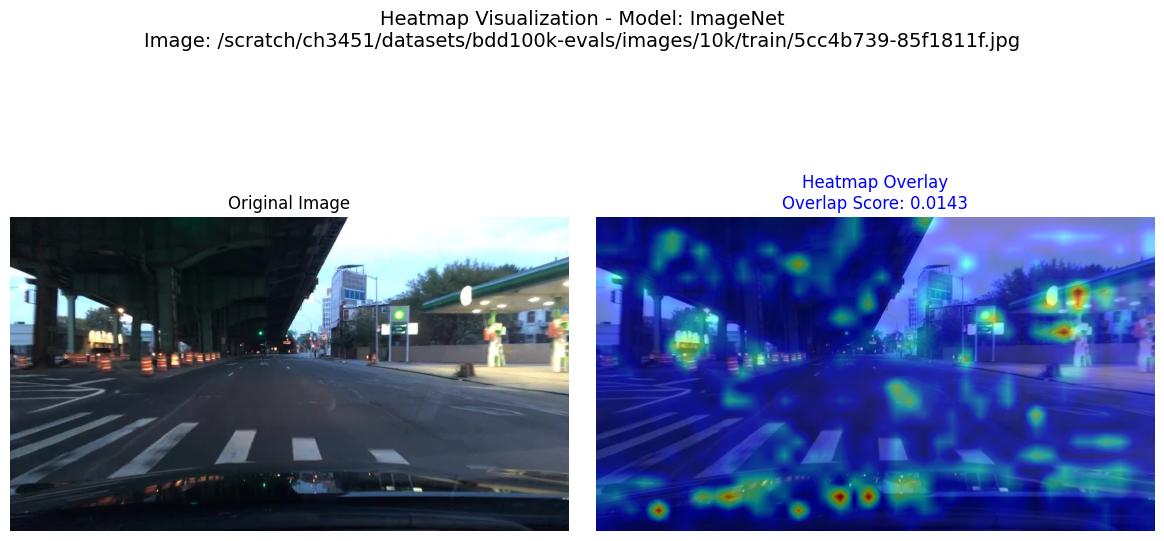 Heatmap Visualization - Model: ImageNet
Image: /scratch/ch3451/datasets/bdd100k-evals/images/10k/train/5cc4b739-85f1811f.jpg
Original Image
Heatmap Overlay
Overlap Score: 0.0143